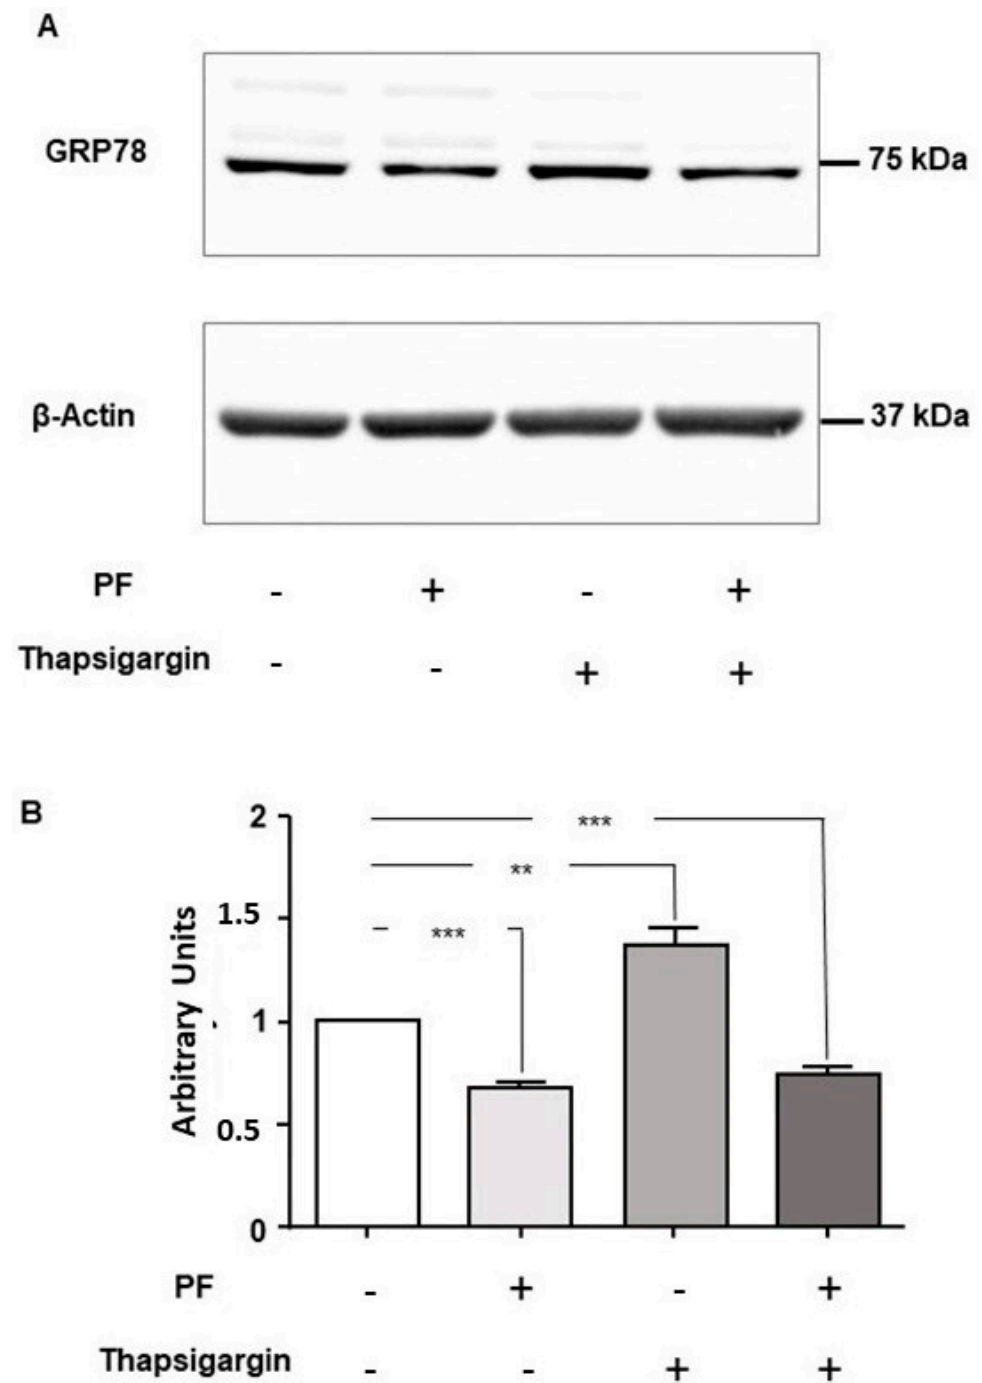 A
GRP78
75 kDa
β-Actin
37 kDa
PF - + - +
Thapsigargin - - + +
B
Arbitrary Units
2
1.5
1
0.5
0
***
**
***
PF - + - +
Thapsigargin - - + +